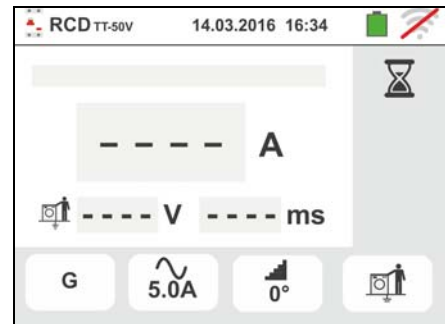 RCD TT-50V 14.03.2016 16:34
- - - - A
- - - - V - - - - ms
G 5.0A 0°